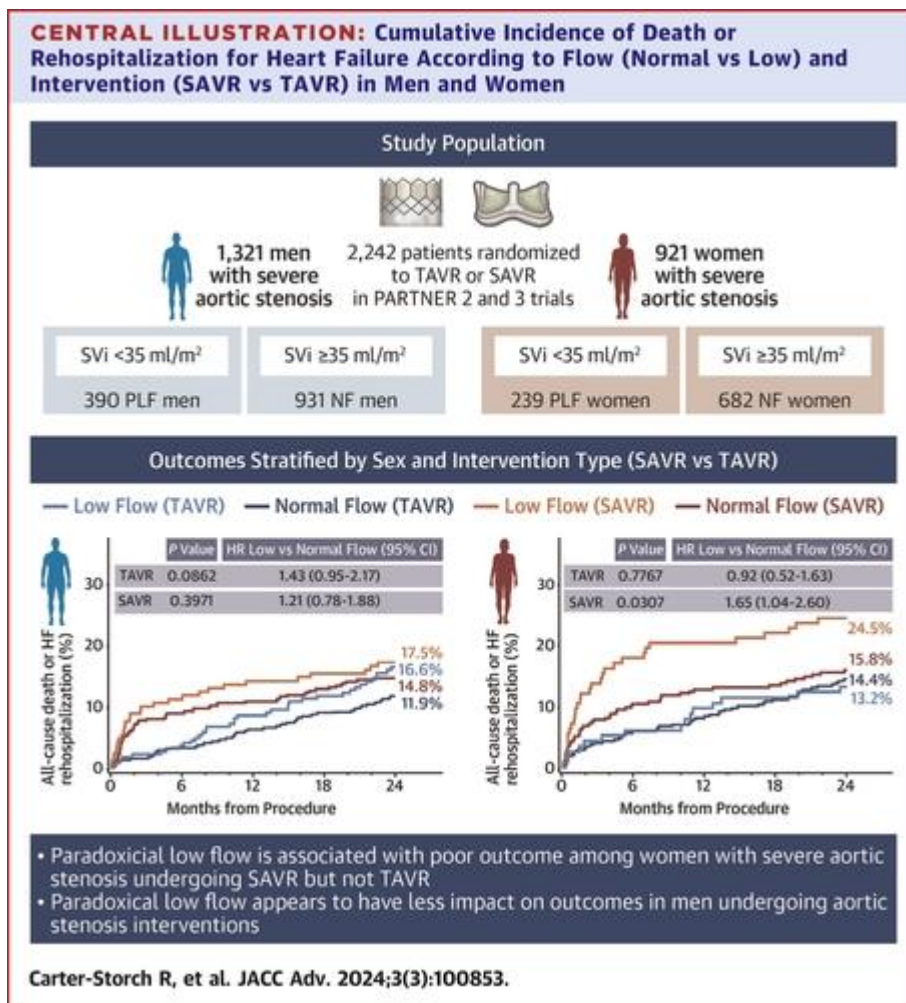 CENTRAL ILLUSTRATION: Cumulative Incidence of Death or
Rehospitalization for Heart Failure According to Flow (Normal vs Low) and
Intervention (SAVR vs TAVR) in Men and Women
Study Population
1,321 men
with severe
aortic stenosis
2,242 patients randomized
to TAVR or SAVR
in PARTNER 2 and 3 trials
921 women
with severe
aortic stenosis
SVi <35 ml/m²
390 PLF men
SVi ≥35 ml/m²
931 NF men
SVi <35 ml/m²
239 PLF women
SVi ≥35 ml/m²
682 NF women
Outcomes Stratified by Sex and Intervention Type (SAVR vs TAVR)
Low Flow (TAVR) Normal Flow (TAVR) Low Flow (SAVR) Normal Flow (SAVR)
P Value HR Low vs Normal Flow (95% CI)
TAVR 0.0862 1.43 (0.95-2.17)
SAVR 0.3971 1.21 (0.78-1.88)
All-cause death or HF
rehospitalization (%)
30
20
10
0
17.5%
16.6%
14.8%
11.9%
0 6 12 18 24
Months from Procedure
P Value HR Low vs Normal Flow (95% CI)
TAVR 0.7767 0.92 (0.52-1.63)
SAVR 0.0307 1.65 (1.04-2.60)
All-cause death or HF
rehospitalization (%)
30
20
10
0
24.5%
15.8%
14.4%
13.2%
0 6 12 18 24
Months from Procedure
• Paradoxicial low flow is associated with poor outcome among women with severe aortic
stenosis undergoing SAVR but not TAVR
• Paradoxical low flow appears to have less impact on outcomes in men undergoing aortic
stenosis interventions
Carter-Storch R, et al. JACC Adv. 2024;3(3):100853.